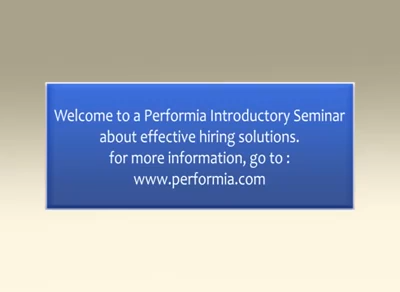 Welcome to a Performia Introductory Seminar
about effective hiring solutions.
for more information, go to :
www.performia.com